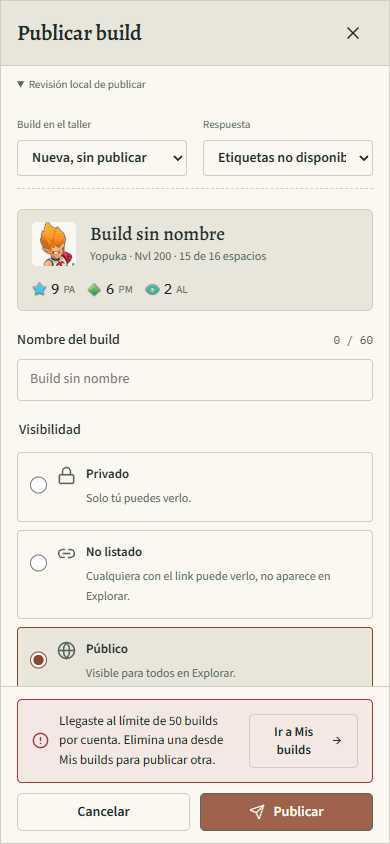 Publicar build
▼ Revisión local de publicar
Build en el taller
Respuesta
Nueva, sin publicar
Etiquetas no disponib
Build sin nombre
Yopuka · Nvl 200 · 15 de 16 espacios
9 PA 6 PM 2 AL
Nombre del build
0 / 60
Build sin nombre
Visibilidad
Privado
Solo tú puedes verlo.
No listado
Cualquiera con el link puede verlo, no aparece en
Explorar.
Público
Visible para todos en Explorar.
Llegaste al límite de 50 builds
por cuenta. Elimina una desde
Mis builds para publicar otra.
Ir a Mis
builds →
Cancelar
Publicar